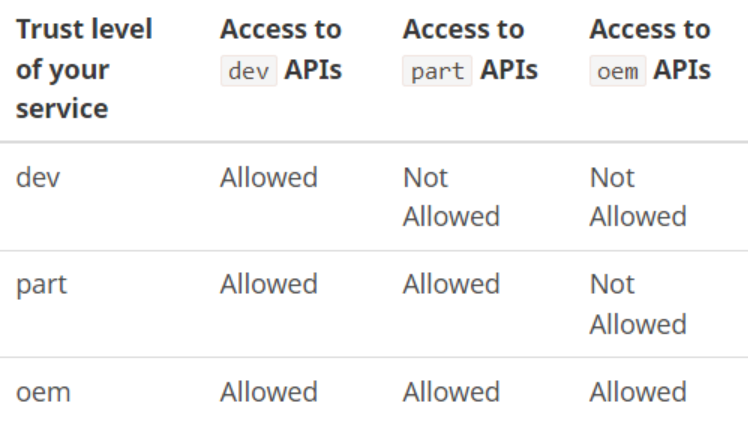 Trust level of your service	Access to dev APIs	Access to part APIs	Access to oem APIs
dev	Allowed	Not Allowed	Not Allowed
part	Allowed	Allowed	Not Allowed
oem	Allowed	Allowed	Allowed